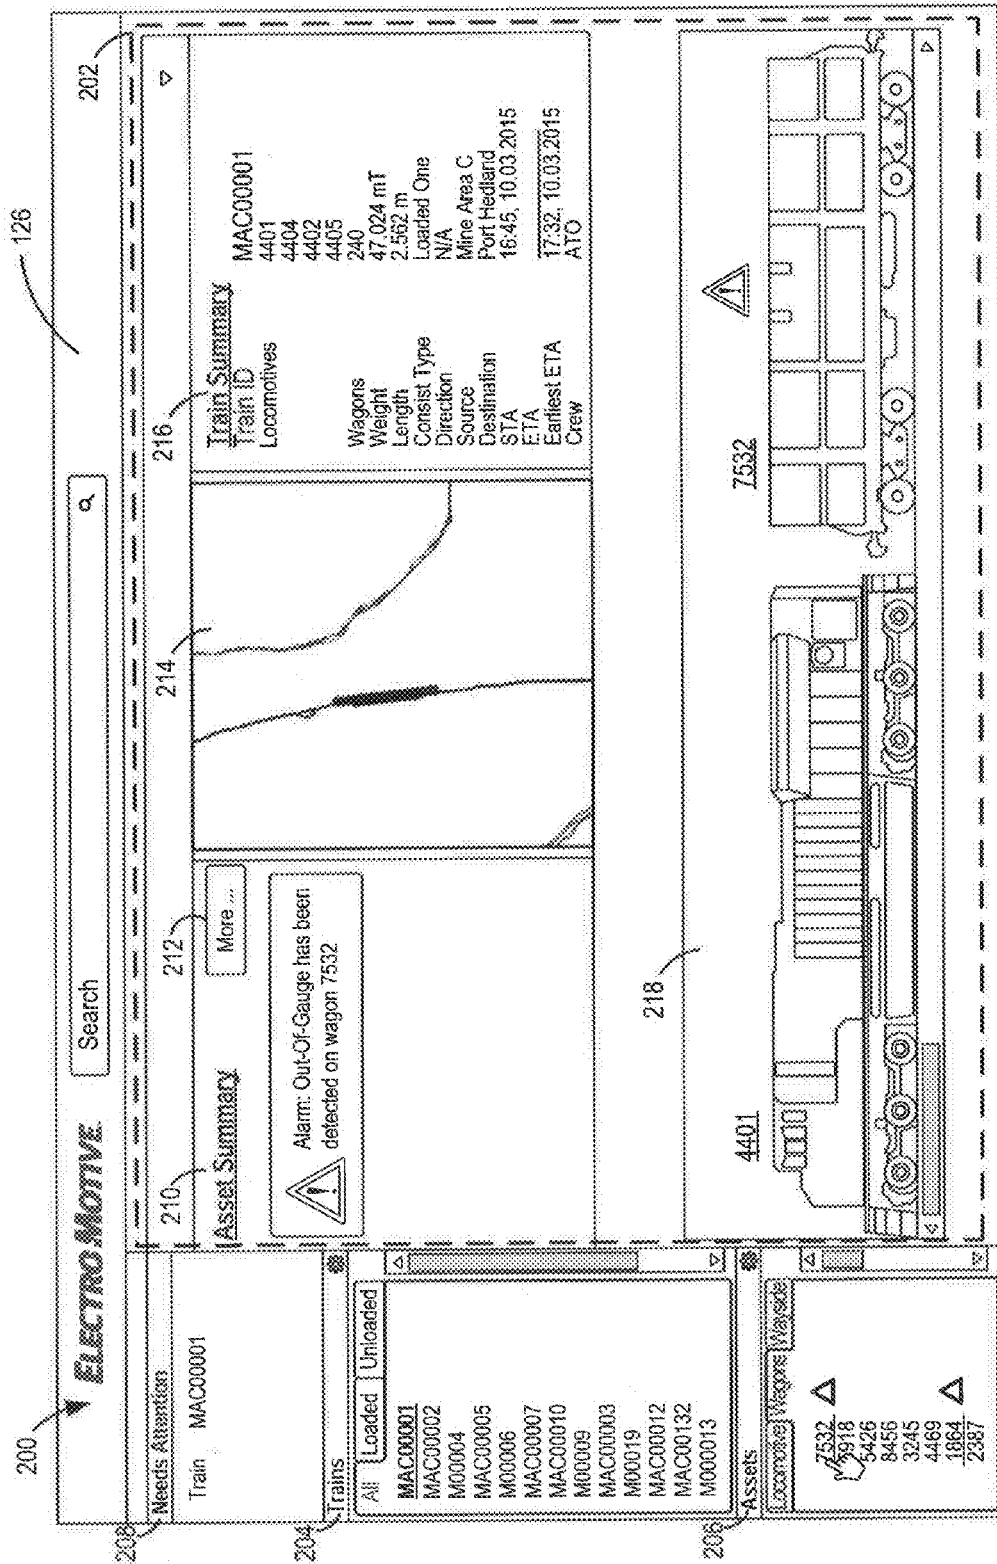 126
200
ELECTRO-MOTIVE
Search
202
208
Needs Attention
Train MAC00001
204
Trains
All Loaded Unloaded
MAC00001
MAC00002
M00004
MAC00005
M00006
MAC00007
MAC00010
M00009
MAC00003
M00019
MAC00012
MAC00132
M000013
206
Assets
Locomotive Wagons Wayside
7532
5918
5426
8456
3245
4469
1864
2387
210
Asset Summary
212
More ...
Alarm: Out-Of-Gauge has been
detected on wagon 7532
214
216
Train Summary
Train ID MAC00001
Locomotives 4401
4404
4402
4405
Wagons 240
Weight 47.024 mT
Length 2.562 m
Consist Type Loaded One
Direction N/A
Source Mine Area C
Destination Port Hedland
STA 16:45, 10.03.2015
ETA
Earliest ETA 17:32, 10.03.2015
Crew ATO
218
4401
7532